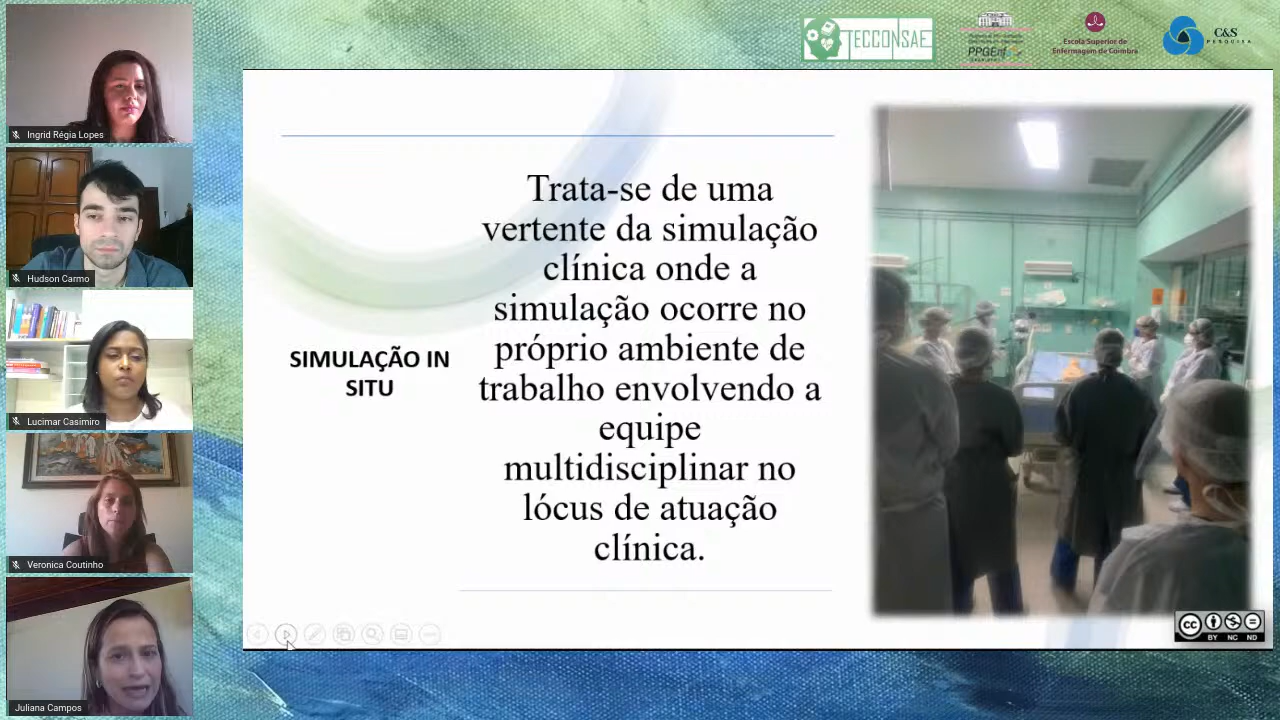 TECCONSAE
PPGEnf
Escola Superior de
Enfermagem de Coimbra
C&S
PESQUISA
Ingrid Régia Lopes
Hudson Carmo
Lucimar Casimiro
Veronica Coutinho
Juliana Campos
SIMULAÇÃO IN
SITU
Trata-se de uma
vertente da simulação
clínica onde a
simulação ocorre no
próprio ambiente de
trabalho envolvendo a
equipe
multidisciplinar no
lócus de atuação
clínica.
CC
BY NC ND